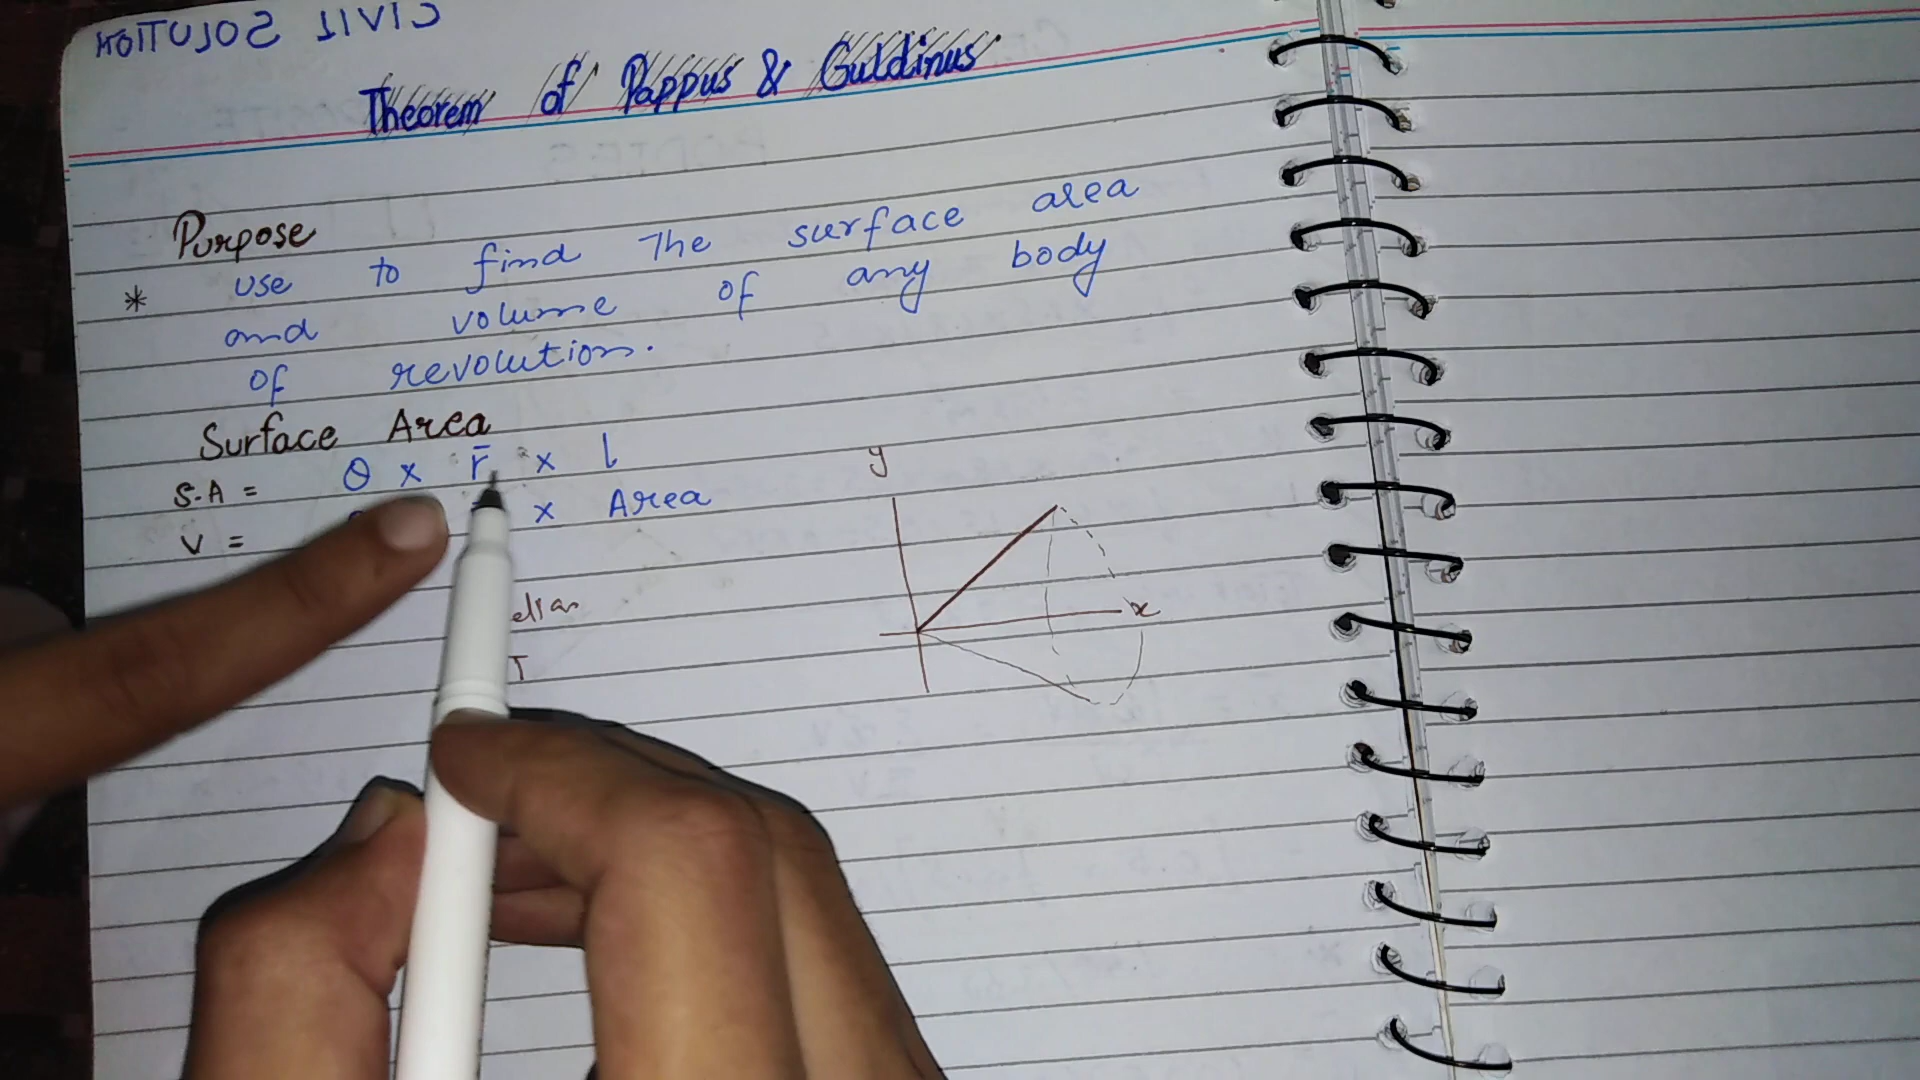 CIVIL SOLUTION
Theorem of Pappus & Guldinus
Purpose
* use to find The surface area
and volume of any body
of revolution.
Surface Area
S.A = θ x r̄ x l
V = x Area
y
x